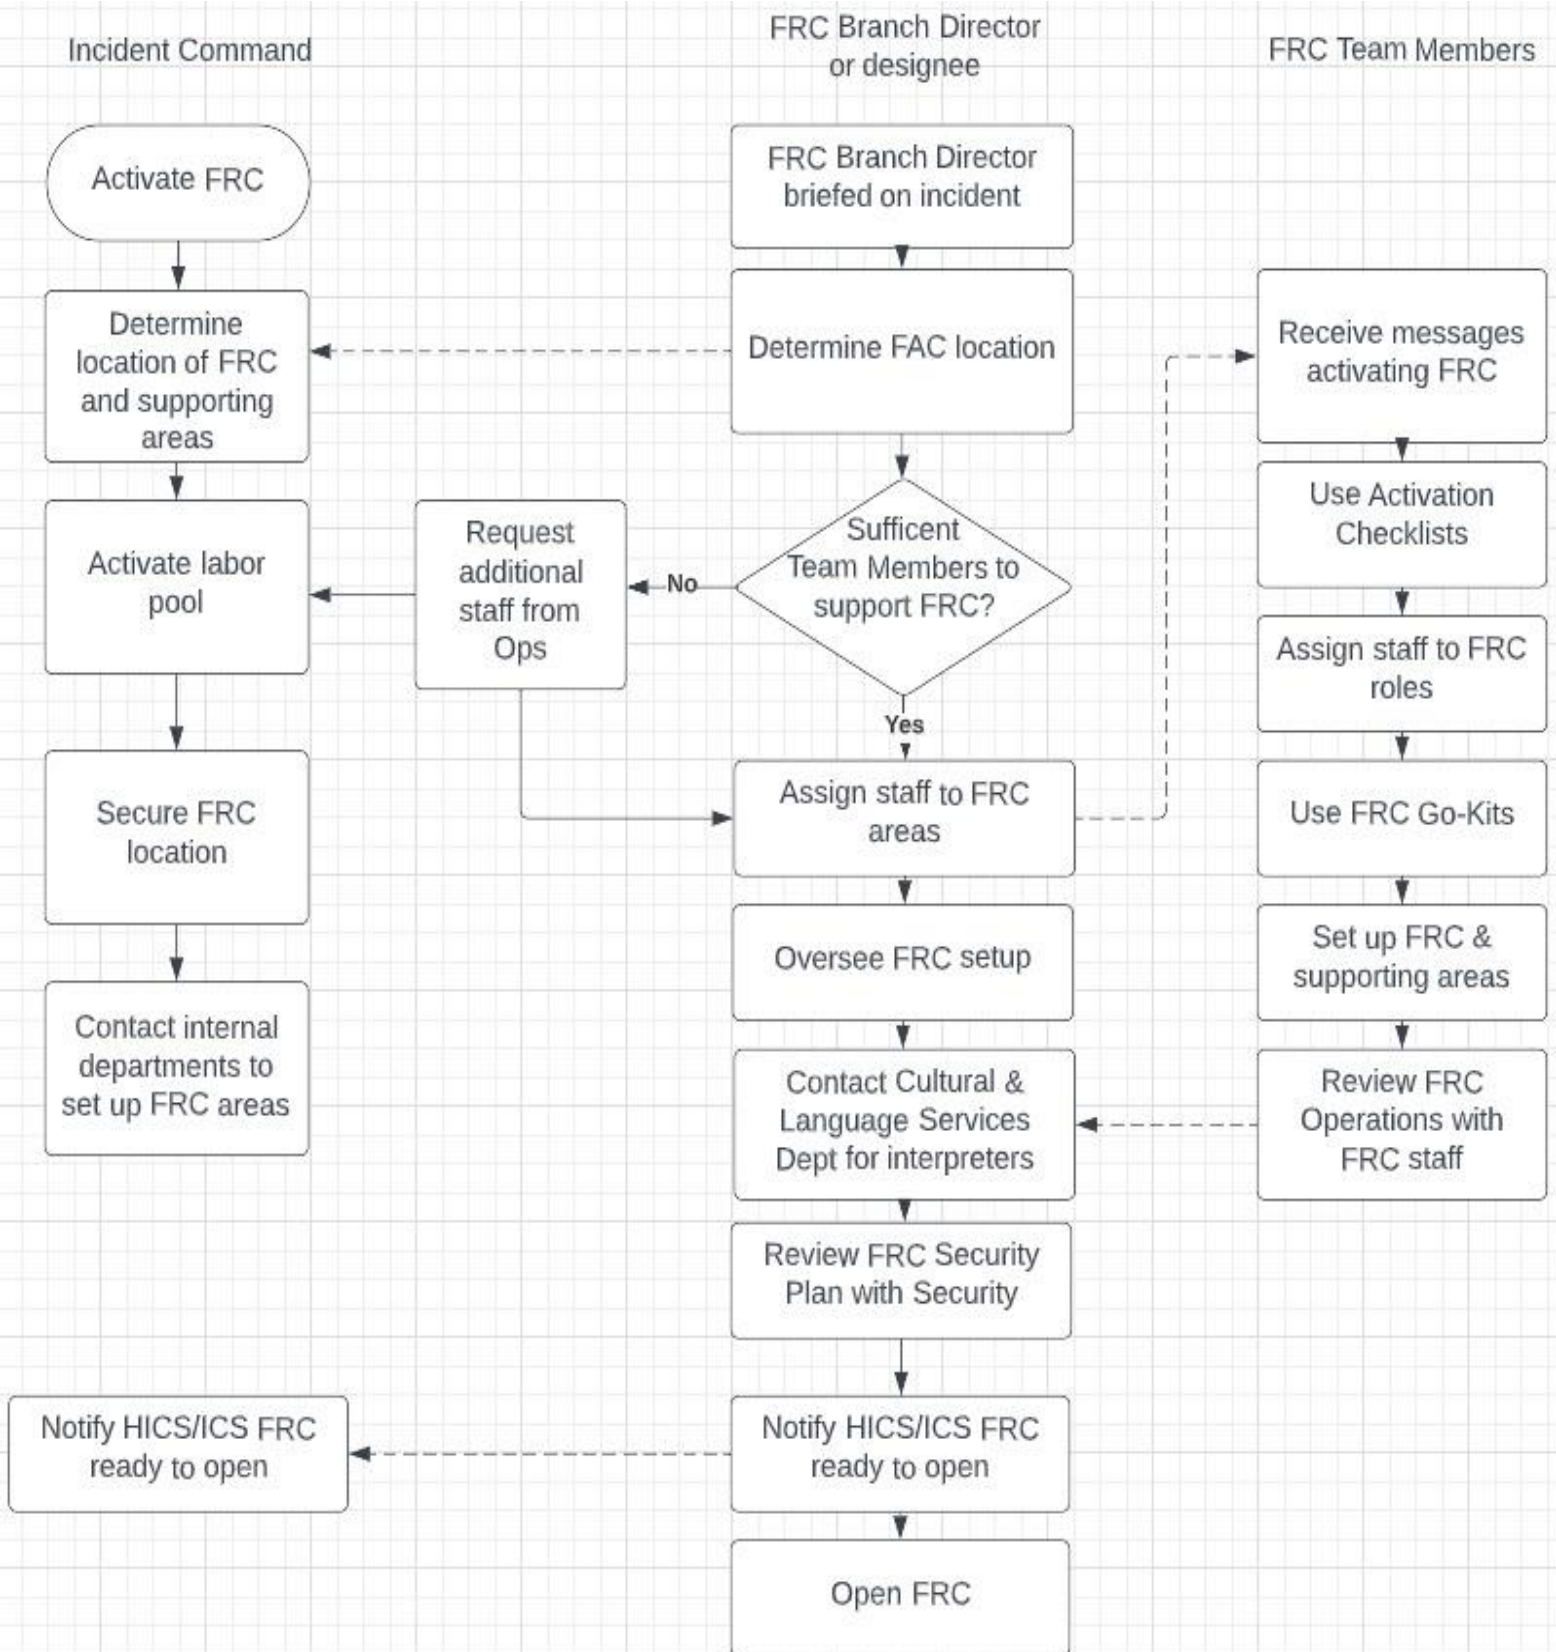 Incident Command
FRC Branch Director
or designee
FRC Team Members
Activate FRC
Determine
location of FRC
and supporting
areas
Activate labor
pool
Secure FRC
location
Contact internal
departments to
set up FRC areas
Notify HICS/ICS FRC
ready to open
Request
additional
staff from
Ops
FRC Branch Director
briefed on incident
Determine FAC location
Sufficent
Team Members to
support FRC?
No
Yes
Assign staff to FRC
areas
Oversee FRC setup
Contact Cultural &
Language Services
Dept for interpreters
Review FRC Security
Plan with Security
Notify HICS/ICS FRC
ready to open
Open FRC
Receive messages
activating FRC
Use Activation
Checklists
Assign staff to FRC
roles
Use FRC Go-Kits
Set up FRC &
supporting areas
Review FRC
Operations with
FRC staff